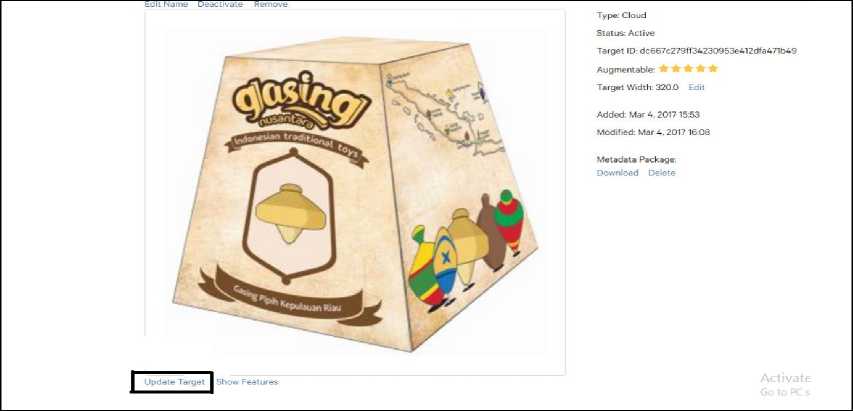 Edit Name Deactivate Remove
gasing
nusantara
Indonesian traditional toys
Gasing Pipih Kepulauan Riau
Update Target Show Features
Type: Cloud
Status: Active
Target ID: dc667c279ff34230953e412dfa471b49
Augmentable:
Target Width: 320.0 Edit
Added: Mar 4, 2017 15:53
Modified: Mar 4, 2017 16:08
Metadata Package:
Download Delete
Activate
Go to PC s